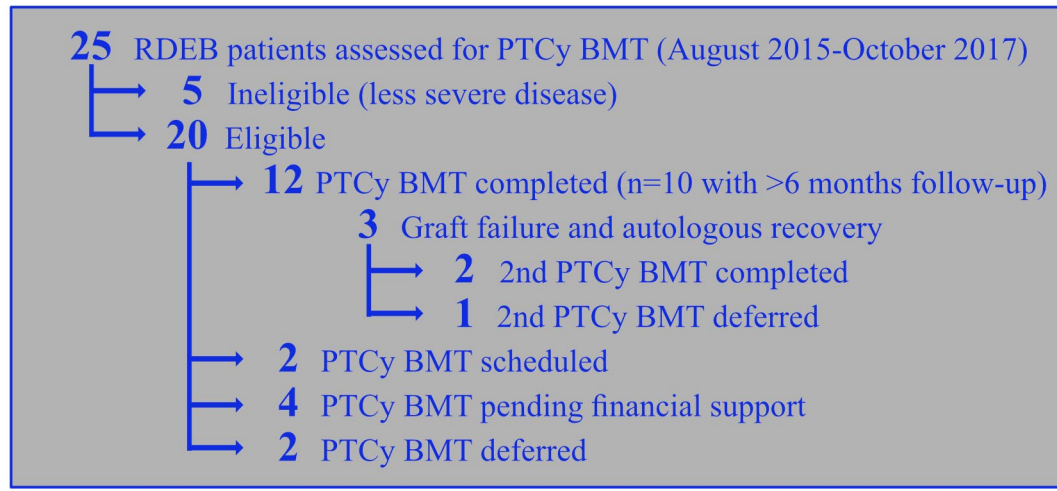 25 RDEB patients assessed for PTCy BMT (August 2015-October 2017)
5 Ineligible (less severe disease)
20 Eligible
12 PTCy BMT completed (n=10 with >6 months follow-up)
3 Graft failure and autologous recovery
2 2nd PTCy BMT completed
1 2nd PTCy BMT deferred
2 PTCy BMT scheduled
4 PTCy BMT pending financial support
2 PTCy BMT deferred